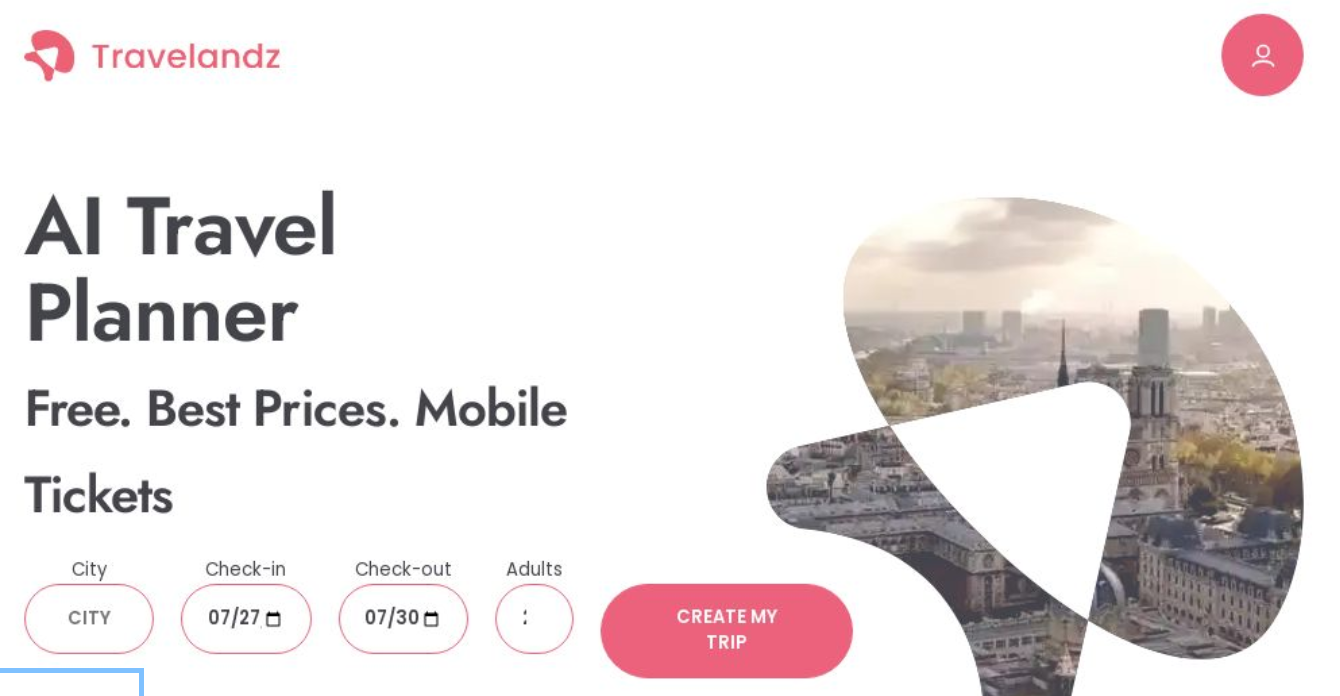 Travelandz
AI Travel
Planner
Free. Best Prices. Mobile
Tickets
City
Check-in
Check-out
Adults
CITY
07/27
07/30
CREATE MY
TRIP